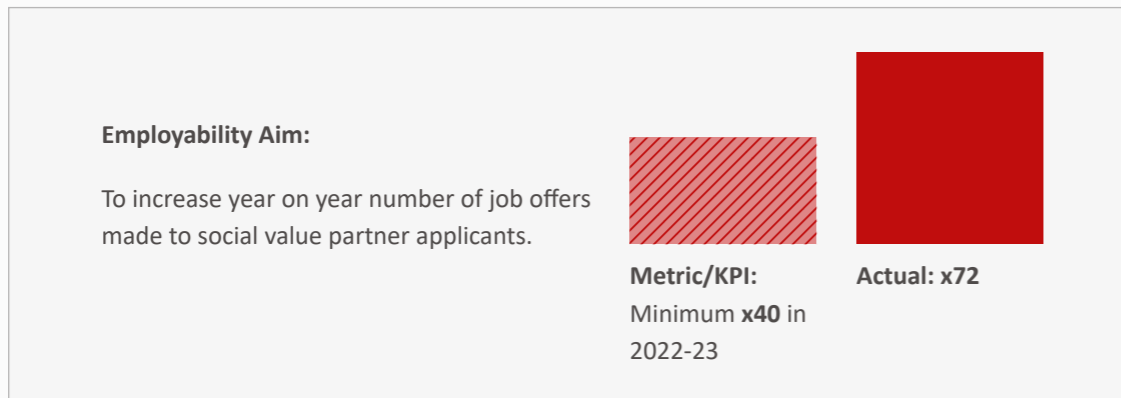 Employability Aim:
To increase year on year number of job offers
made to social value partner applicants.
Metric/KPI:
Minimum x40 in
2022-23
Actual: x72